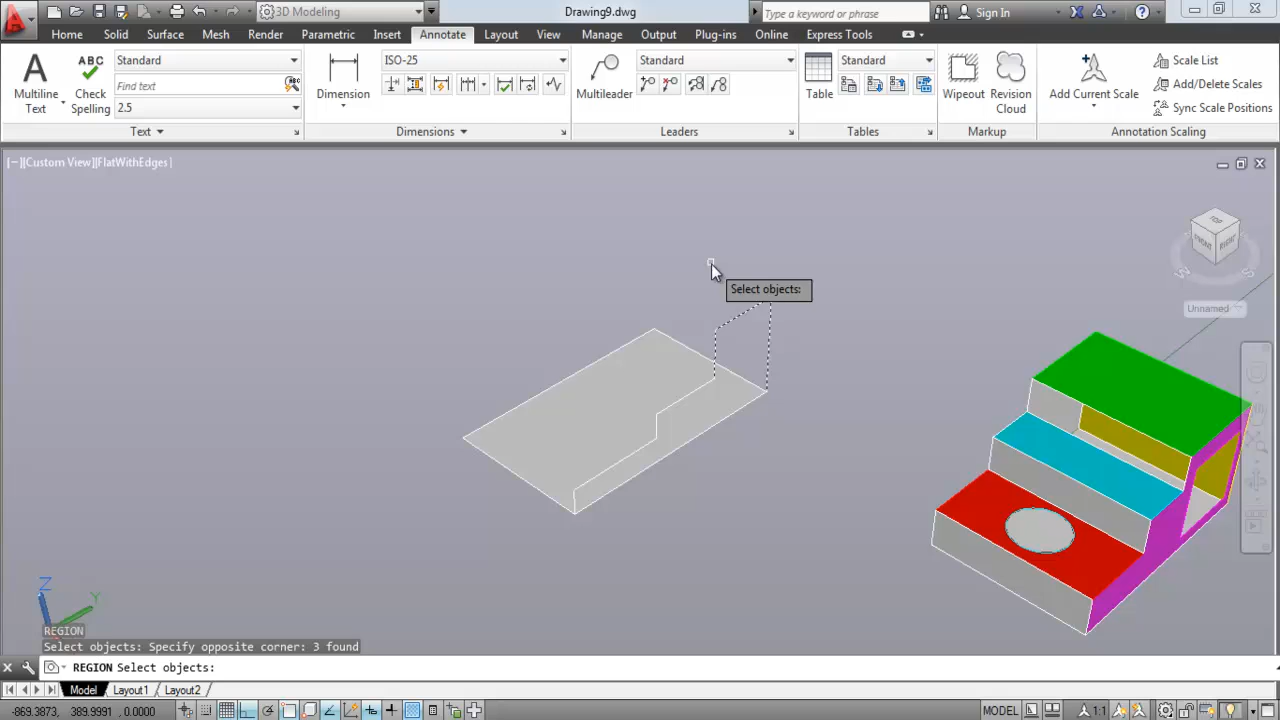 3D Modeling
Drawing9.dwg
Type a keyword or phrase
Sign In
Home Solid Surface Mesh Render Parametric Insert Annotate Layout View Manage Output Plug-ins Online Express Tools
Multiline Text
ABC
Check Spelling
Standard
Find text
2.5
Text
Dimension
ISO-25
Dimensions
Multileader
Standard
Leaders
Table
Standard
Tables
Wipeout
Revision Cloud
Markup
Add Current Scale
Scale List
Add/Delete Scales
Sync Scale Positions
Annotation Scaling
[−][Custom View][FlatWithEdges]
TOP
FRONT
RIGHT
W
S
Unnamed
Select objects:
Z
Y
REGION
Select objects: Specify opposite corner: 3 found
REGION Select objects:
Model Layout1 Layout2
-869.3873, 389.9991 , 0.0000
MODEL
1:1